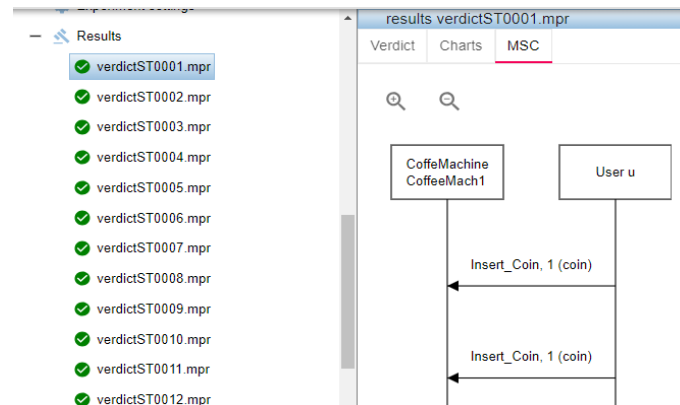 Experiment settings
Results
verdictST0001.mpr
verdictST0002.mpr
verdictST0003.mpr
verdictST0004.mpr
verdictST0005.mpr
verdictST0006.mpr
verdictST0007.mpr
verdictST0008.mpr
verdictST0009.mpr
verdictST0010.mpr
verdictST0011.mpr
verdictST0012.mpr
results verdictST0001.mpr
Verdict Charts MSC
CoffeMachine
CoffeeMach1
User u
Insert_Coin, 1 (coin)
Insert_Coin, 1 (coin)